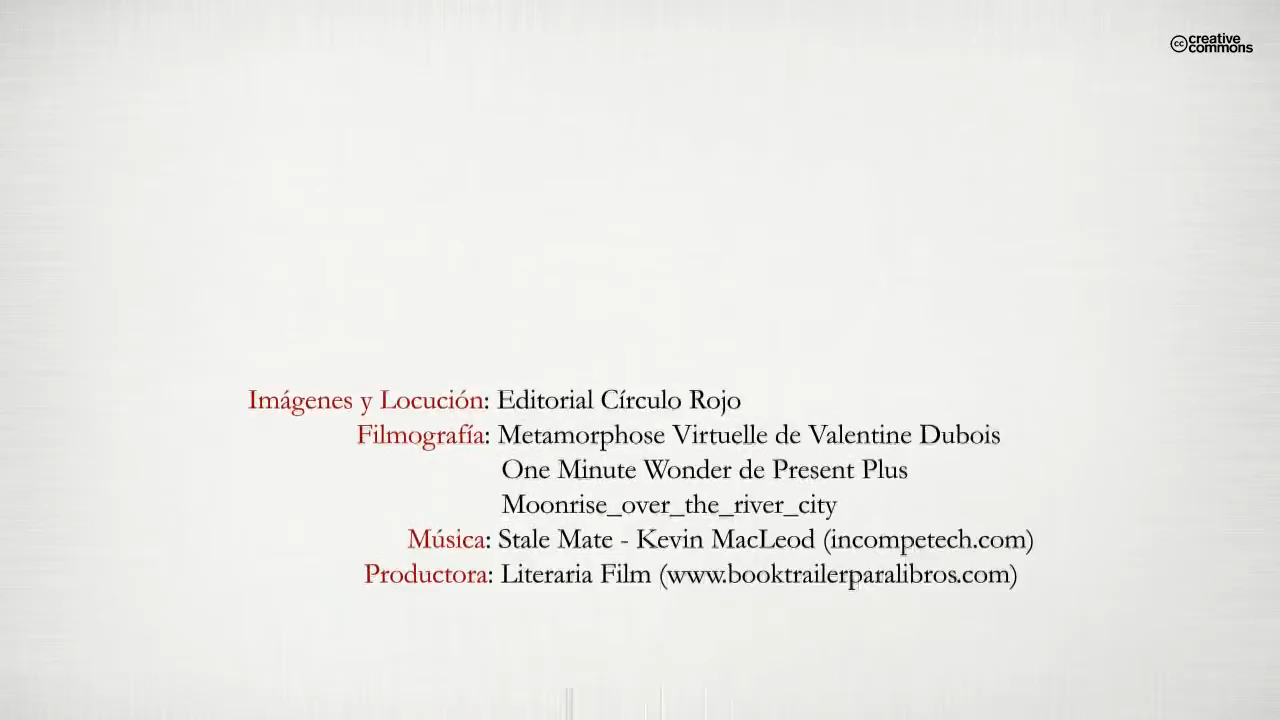 creative
commons
Imágenes y Locución: Editorial Círculo Rojo
Filmografía: Metamorphose Virtuelle de Valentine Dubois
One Minute Wonder de Present Plus
Moonrise_over_the_river_city
Música: Stale Mate - Kevin MacLeod (incompetech.com)
Productora: Literaria Film (www.booktrailerparalibros.com)